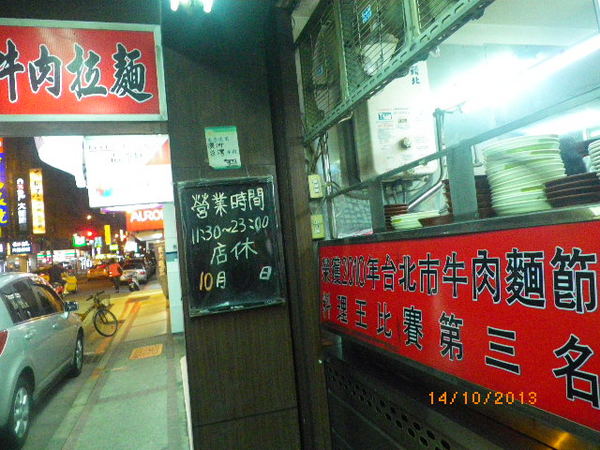 牛肉拉麵
營業時間
11:30~23:00
店休
10月 日
榮獲2010年台北市牛肉麵節
料理王比賽第三名
AURORA
14/10/2013